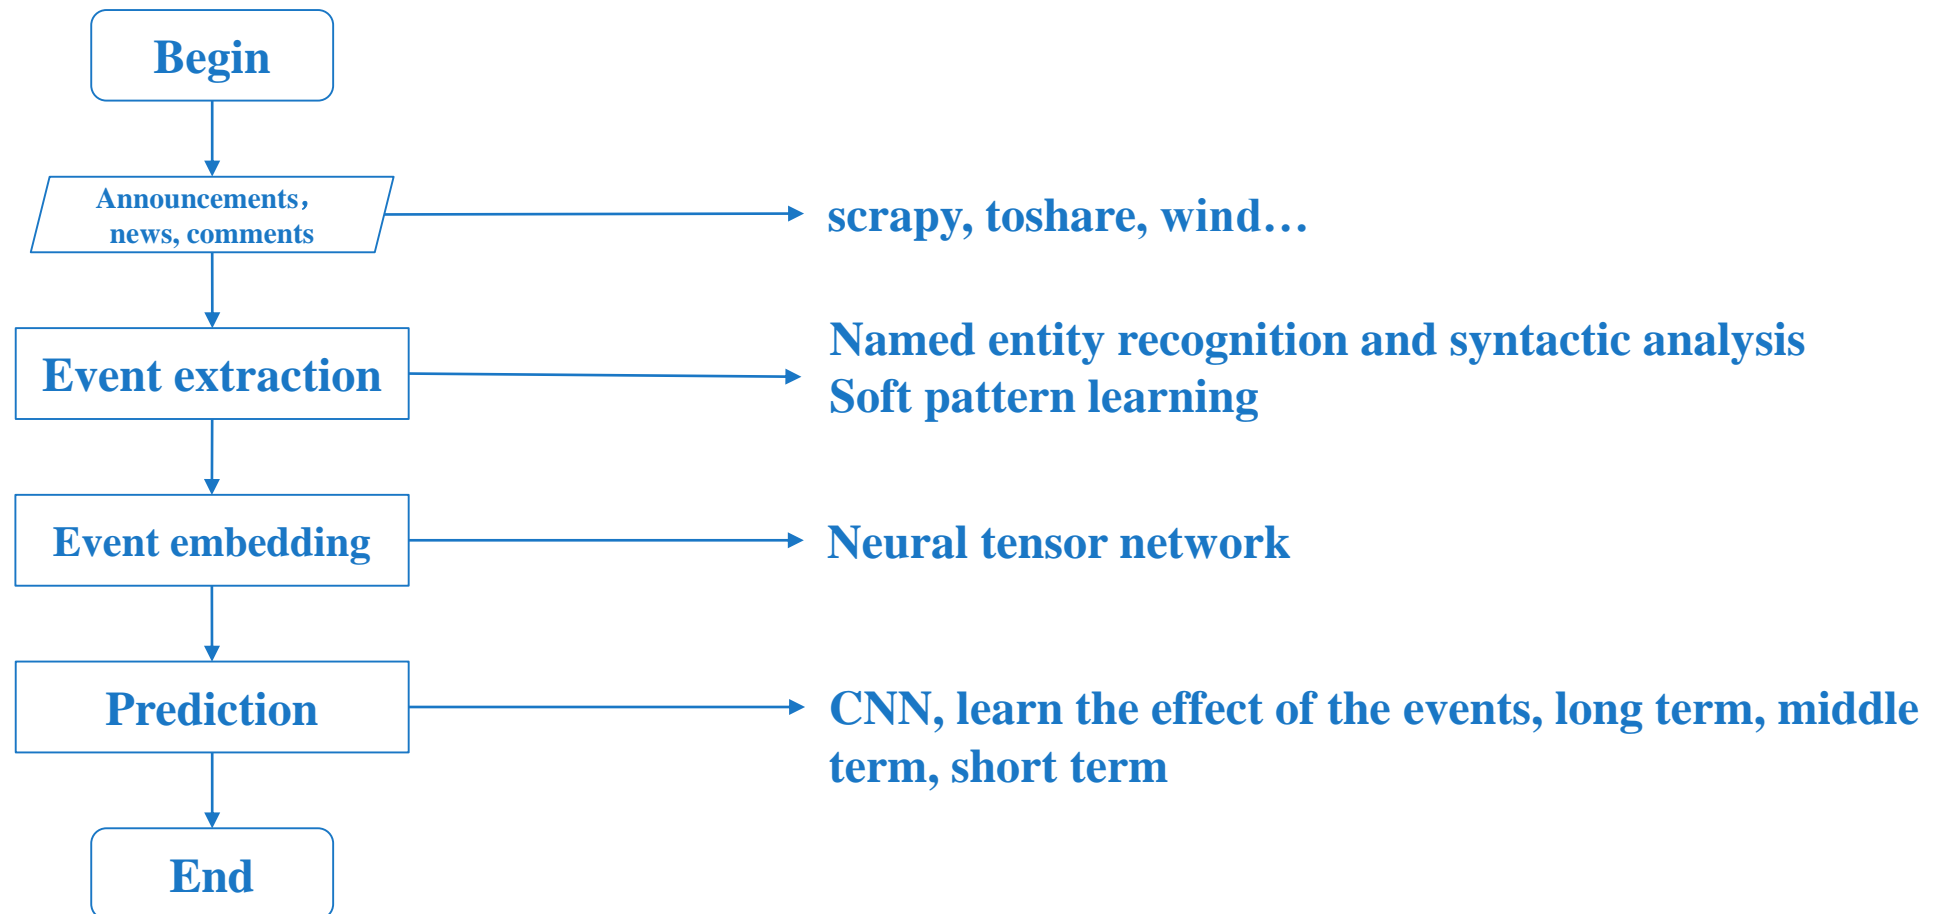 Begin
Announcements，
news, comments
scrapy, toshare, wind…
Event extraction
Named entity recognition and syntactic analysis
Soft pattern learning
Event embedding
Neural tensor network
Prediction
CNN, learn the effect of the events, long term, middle
term, short term
End